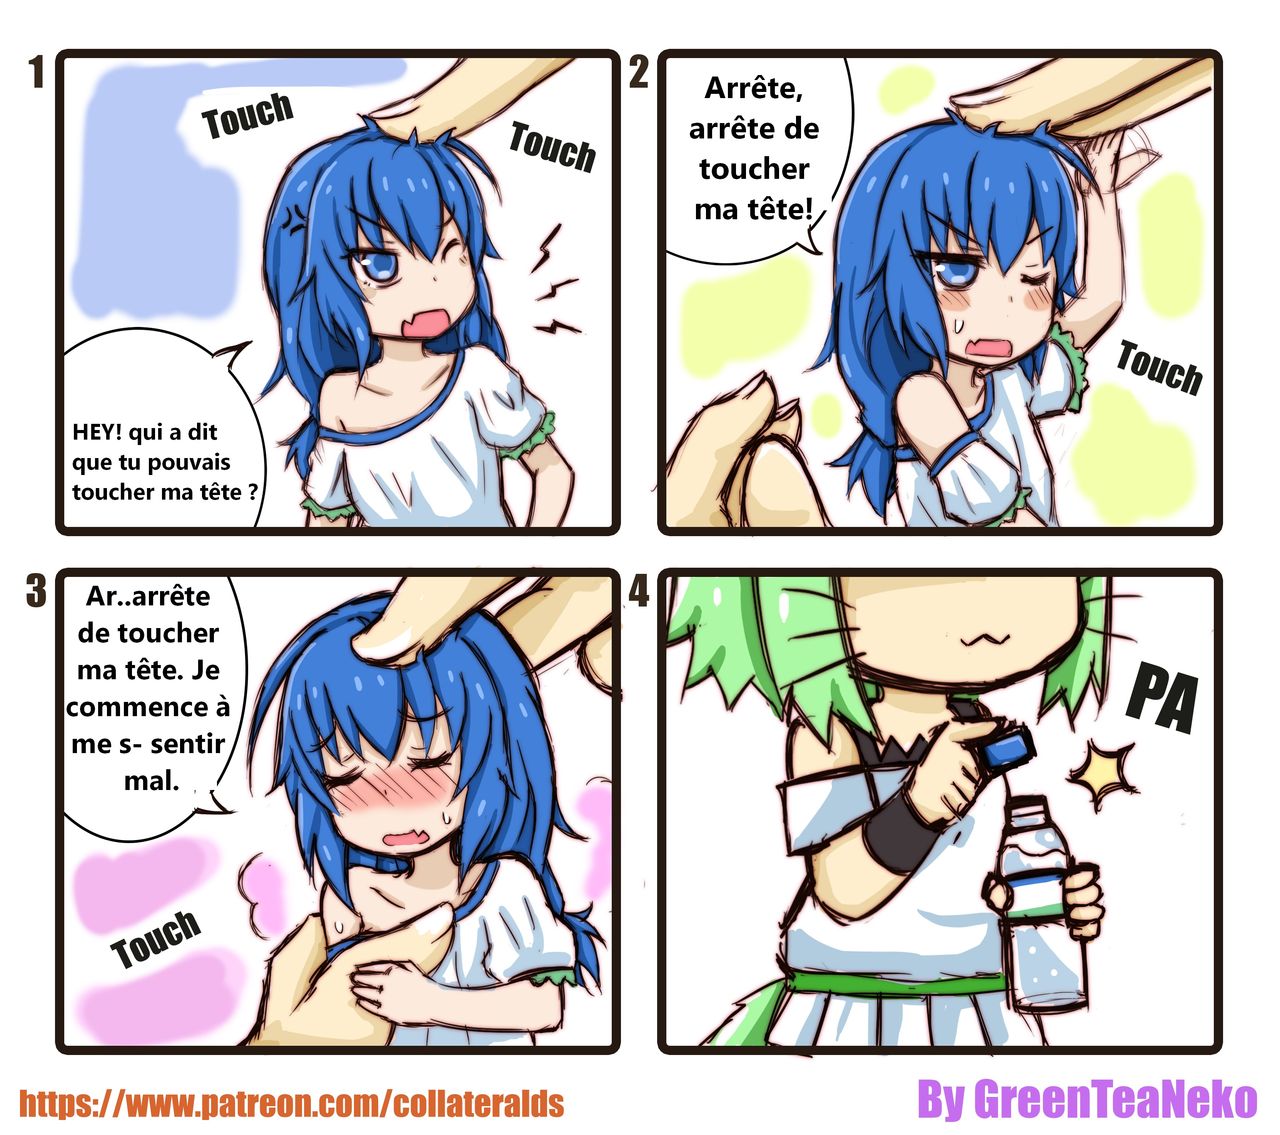 1
Touch
Touch
HEY! qui a dit
que tu pouvais
toucher ma tête ?
2
Arrête,
arrête de
toucher
ma tête!
Touch
3
Ar..arrête
de toucher
ma tête. Je
commence à
me s- sentir
mal.
Touch
4
PA
https://www.patreon.com/collateralds
By GreenTeaNeko